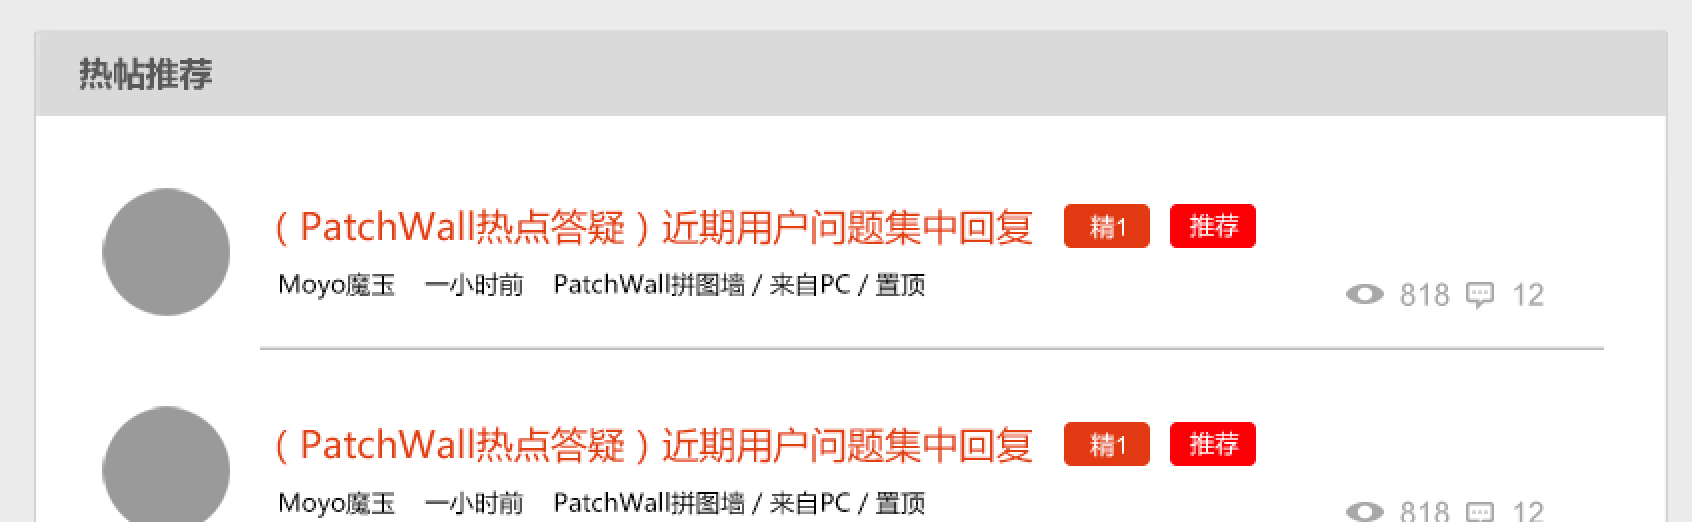 热帖推荐
（PatchWall热点答疑）近期用户问题集中回复 精1 推荐
Moyo魔玉 一小时前 PatchWall拼图墙 / 来自PC / 置顶
818 12
（PatchWall热点答疑）近期用户问题集中回复 精1 推荐
Moyo魔玉 一小时前 PatchWall拼图墙 / 来自PC / 置顶
818 12